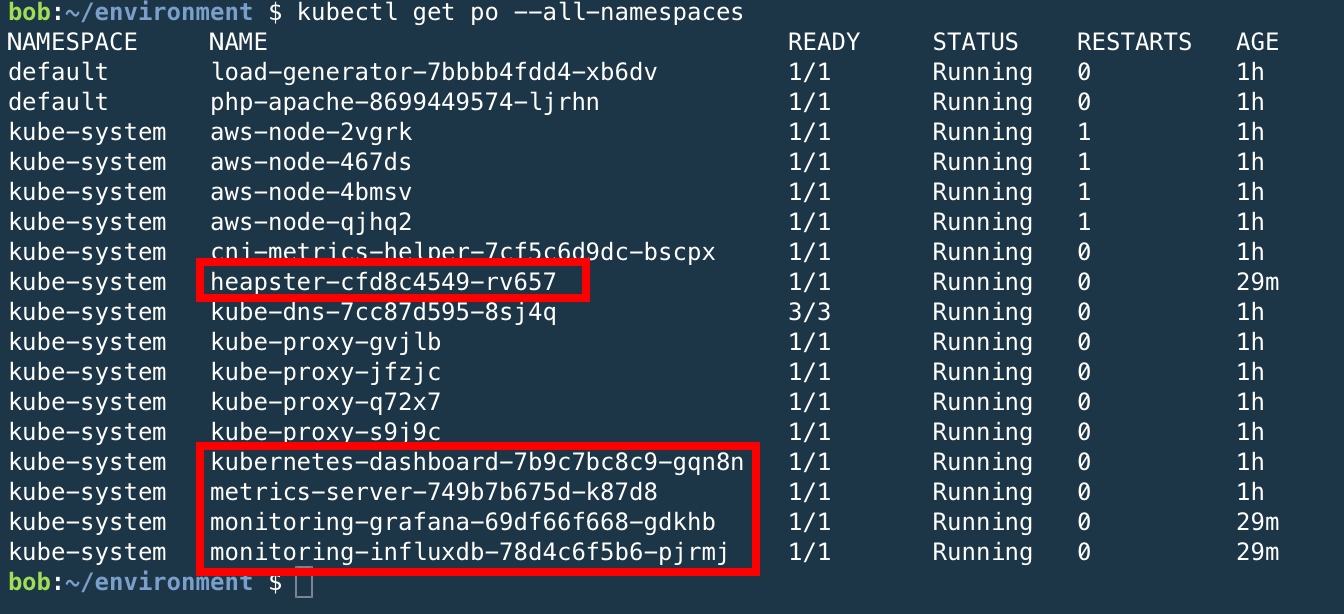 bob:~/environment $ kubectl get po --all-namespaces
NAMESPACE NAME READY STATUS RESTARTS AGE
default load-generator-7bbbb4fdd4-xb6dv 1/1 Running 0 1h
default php-apache-8699449574-ljrhn 1/1 Running 0 1h
kube-system aws-node-2vgrk 1/1 Running 1 1h
kube-system aws-node-467ds 1/1 Running 1 1h
kube-system aws-node-4bmsv 1/1 Running 1 1h
kube-system aws-node-qjhq2 1/1 Running 1 1h
kube-system cni-metrics-helper-7cf5c6d9dc-bscpx 1/1 Running 0 1h
kube-system heapster-cfd8c4549-rv657 1/1 Running 0 29m
kube-system kube-dns-7cc87d595-8sj4q 3/3 Running 0 1h
kube-system kube-proxy-gvjlb 1/1 Running 0 1h
kube-system kube-proxy-jfzjc 1/1 Running 0 1h
kube-system kube-proxy-q72x7 1/1 Running 0 1h
kube-system kube-proxy-s9j9c 1/1 Running 0 1h
kube-system kubernetes-dashboard-7b9c7bc8c9-gqn8n 1/1 Running 0 1h
kube-system metrics-server-749b7b675d-k87d8 1/1 Running 0 1h
kube-system monitoring-grafana-69df66f668-gdkhb 1/1 Running 0 29m
kube-system monitoring-influxdb-78d4c6f5b6-pjrmj 1/1 Running 0 29m
bob:~/environment $